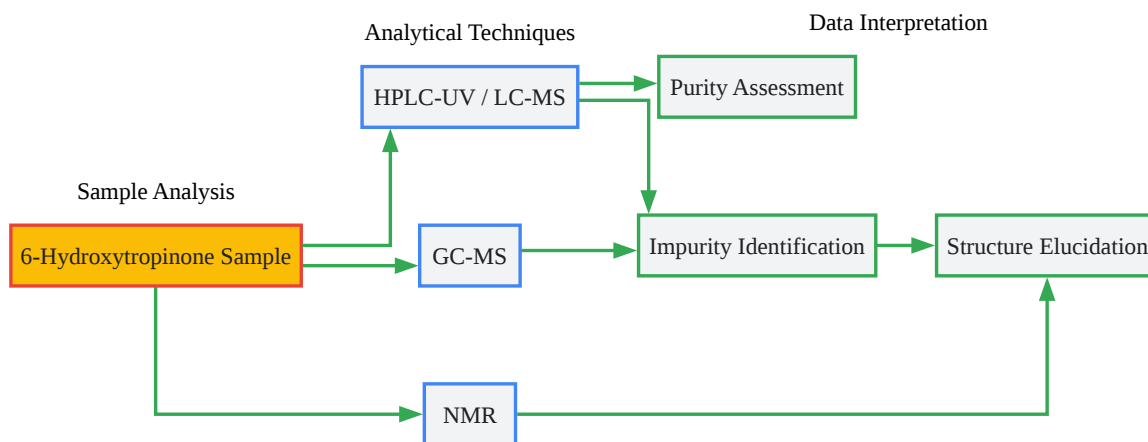 Data Interpretation
Analytical Techniques
Purity Assessment
HPLC-UV / LC-MS
Sample Analysis
6-Hydroxytropinone Sample
GC-MS
Impurity Identification
Structure Elucidation
NMR